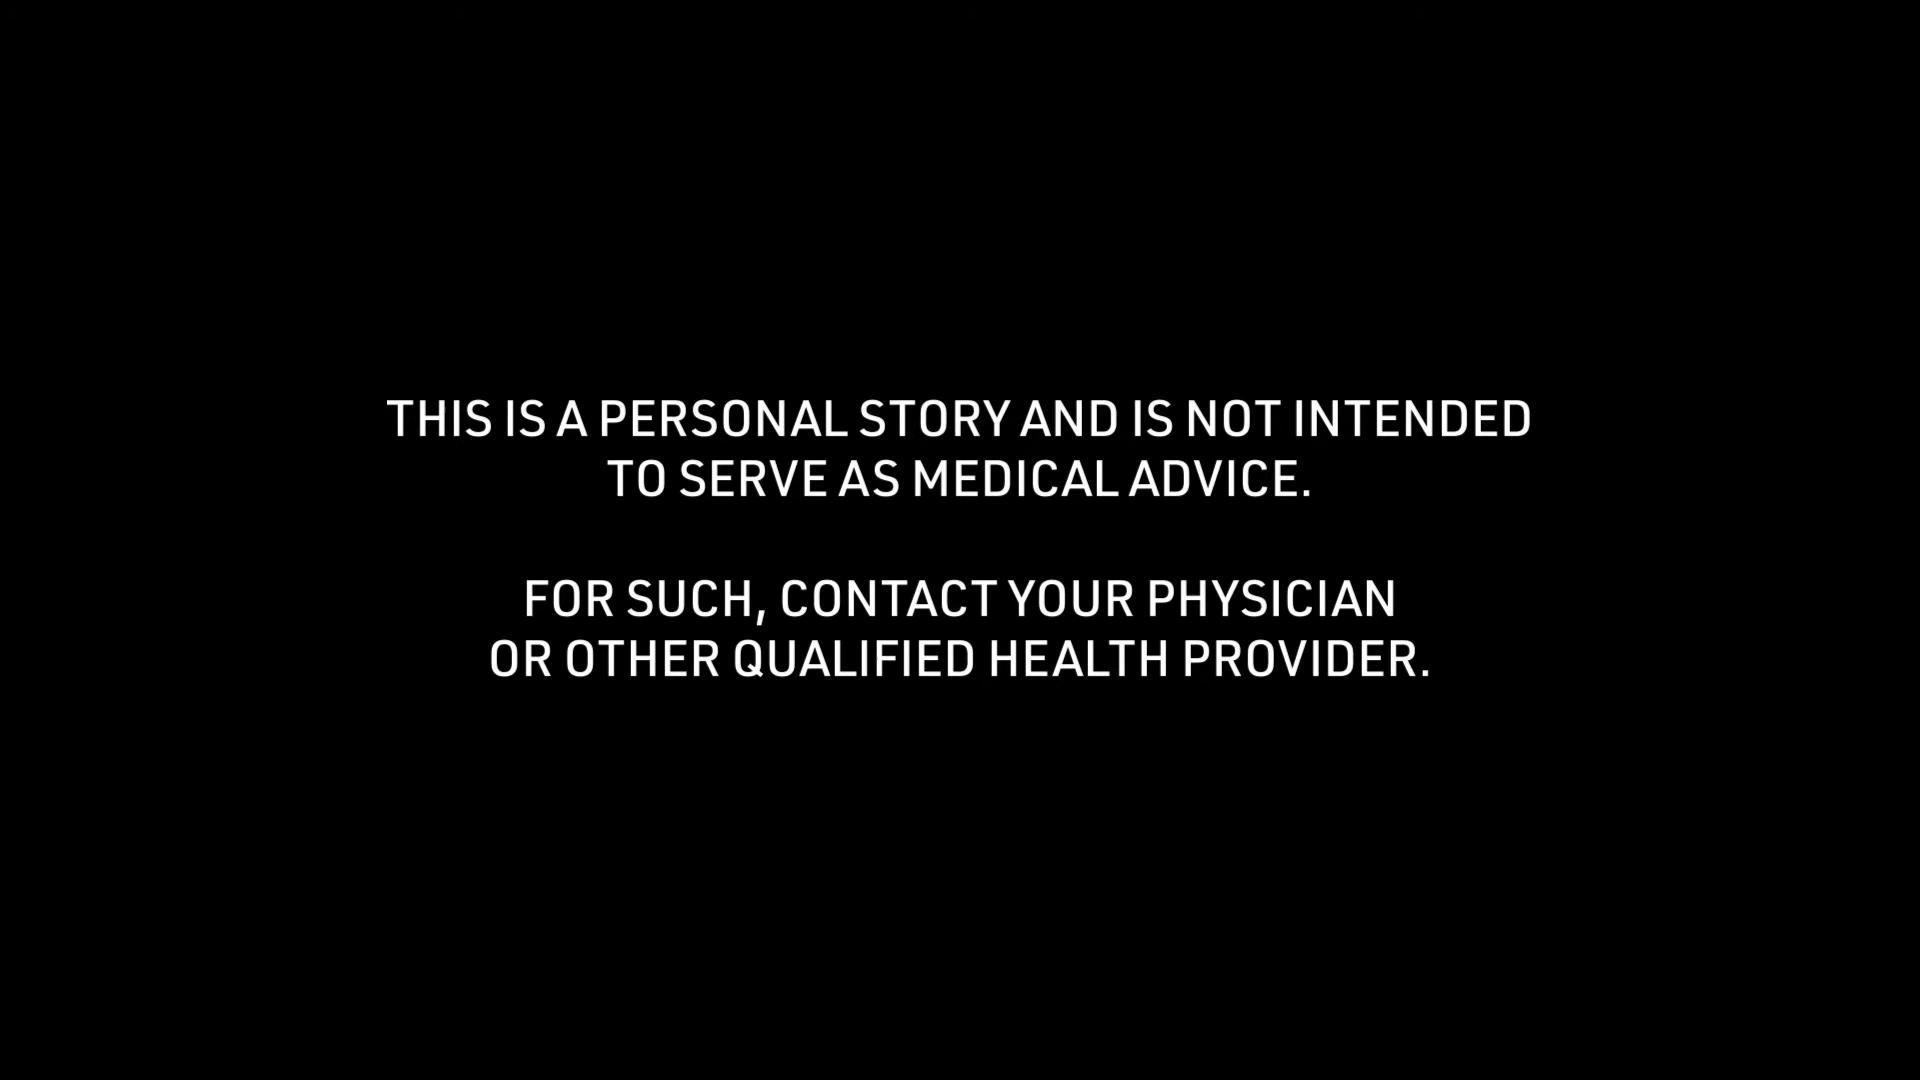 THIS IS A PERSONAL STORY AND IS NOT INTENDED
TO SERVE AS MEDICAL ADVICE.
FOR SUCH, CONTACT YOUR PHYSICIAN
OR OTHER QUALIFIED HEALTH PROVIDER.